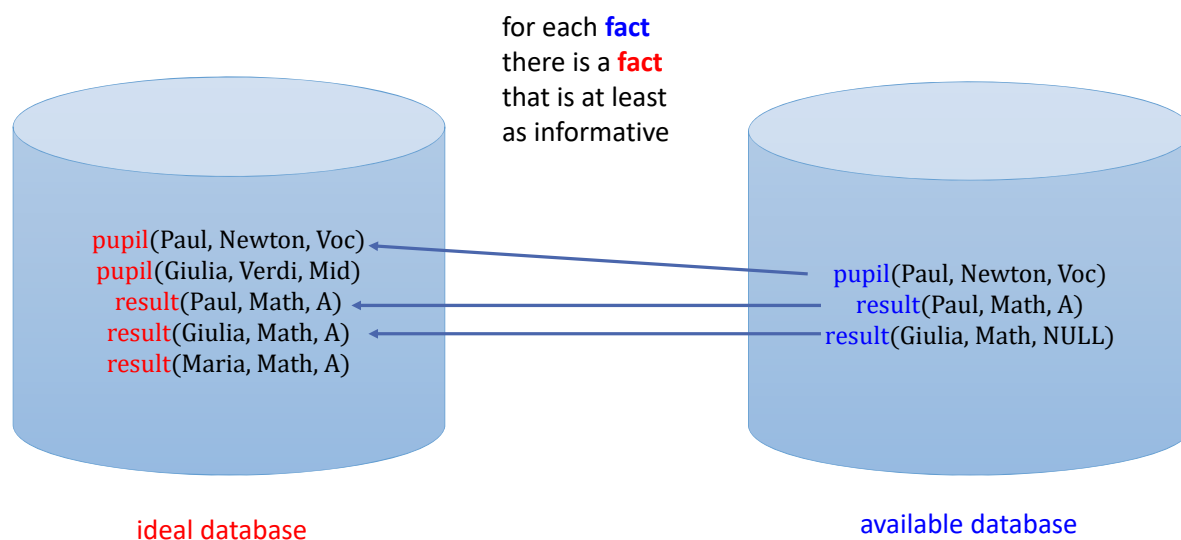 for each fact
there is a fact
that is at least
as informative
pupil(Paul, Newton, Voc)
pupil(Giulia, Verdi, Mid)
result(Paul, Math, A)
result(Giulia, Math, A)
result(Maria, Math, A)
pupil(Paul, Newton, Voc)
result(Paul, Math, A)
result(Giulia, Math, NULL)
ideal database
available database